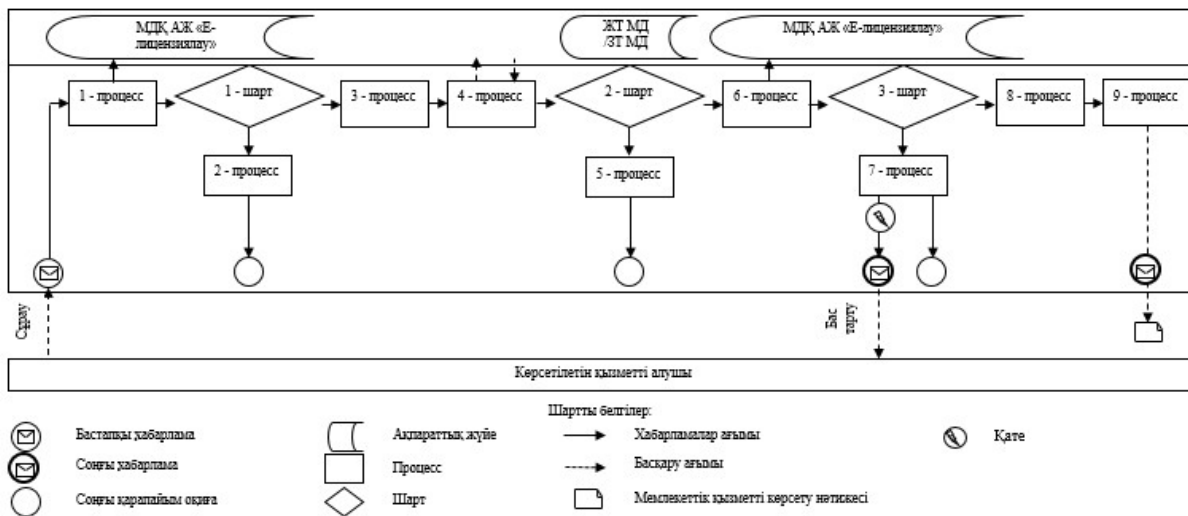 МДҚ АЖ «Е-
лицензиялау»
ЖТ МД
/ЗТ МД
МДҚ АЖ «Е-лицензиялау»
1 - процесс
1 - шарт
3 - процесс
4 - процесс
2 - шарт
6 - процесс
3 - шарт
8 - процесс
9 - процесс
2 - процесс
5 - процесс
7 - процесс
Сұрау
Бас
тарту
Көрсетілетін қызметті алушы
Шартты белгілер:
Бастапқы хабарлама
Ақпараттық жүйе
Хабарламалар ағымы
Қате
Соңғы хабарлама
Процесс
Басқару ағымы
Соңғы қарапайым оқиға
Шарт
Мемлекеттік қызметті көрсету нәтижесі